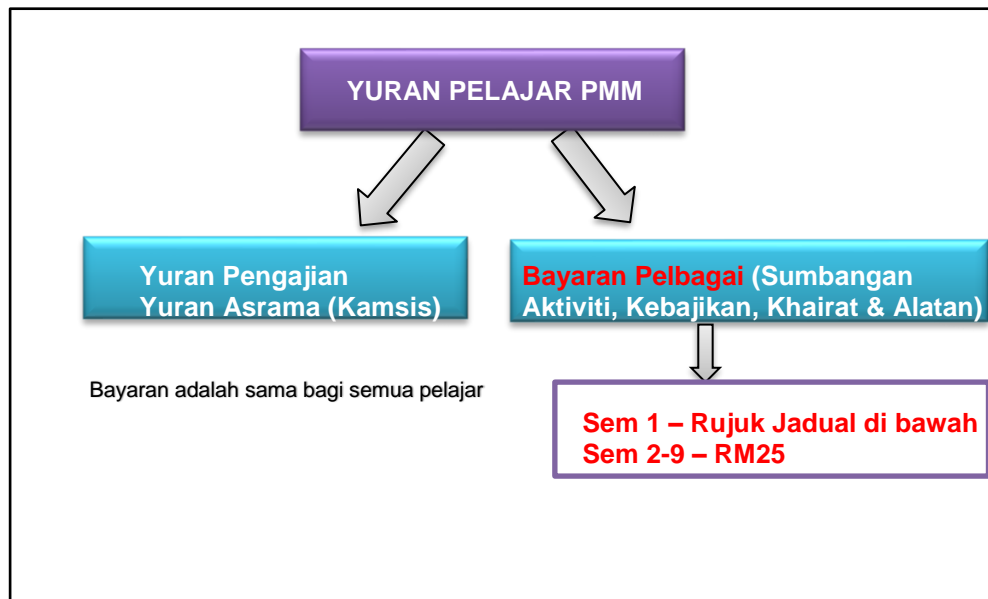 YURAN PELAJAR PMM
Yuran Pengajian
Yuran Asrama (Kamsis)
Bayaran Pelbagai (Sumbangan
Aktiviti, Kebajikan, Khairat & Alatan)
Bayaran adalah sama bagi semua pelajar
Sem 1 – Rujuk Jadual di bawah
Sem 2-9 – RM25